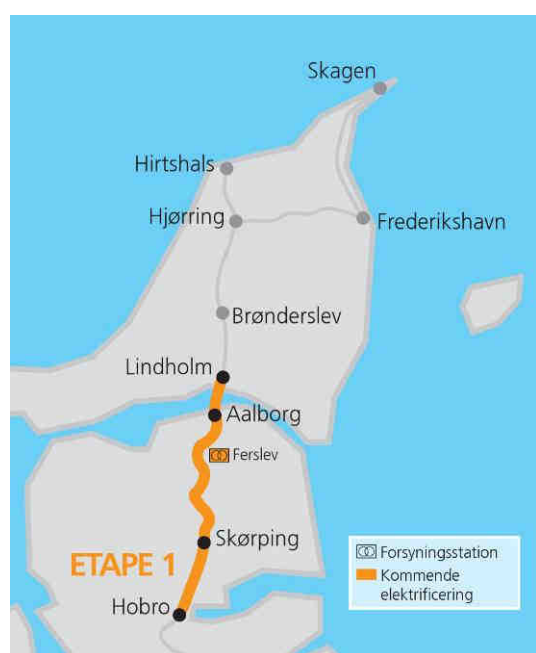 Skagen
Hirtshals
Hjørring
Frederikshavn
Brønderslev
Lindholm
Aalborg
Ferslev
Skørping
ETAPE 1
Hobro
Forsyningsstation
Kommende
elektrificering